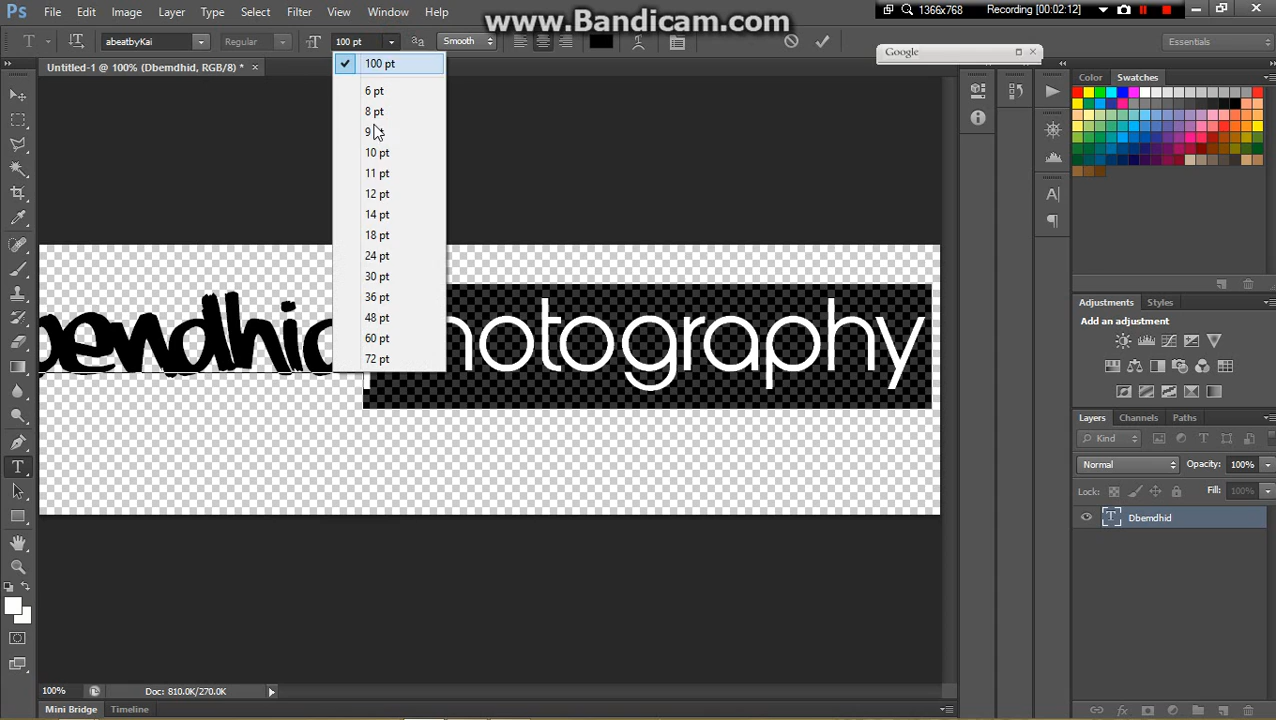 www.Bandicam.com
1366x768
Recording [00:02:12]
Ps File Edit Image Layer Type Select Filter View Window Help
T abeatbyKai Regular 100 pt Smooth Essentials
Google
Untitled-1 @ 100% (Dbemdhid, RGB/8) *
100 pt
6 pt
8 pt
10 pt
11 pt
12 pt
14 pt
18 pt
24 pt
30 pt
36 pt
48 pt
60 pt
72 pt
bemdhid
hotography
Color Swatches
Adjustments Styles
Add an adjustment
Layers Channels Paths
Kind
Normal Opacity: 100%
Lock: Fill: 100%
T Dbemdhid
100% Doc: 810.0K/270.0K
Mini Bridge Timeline